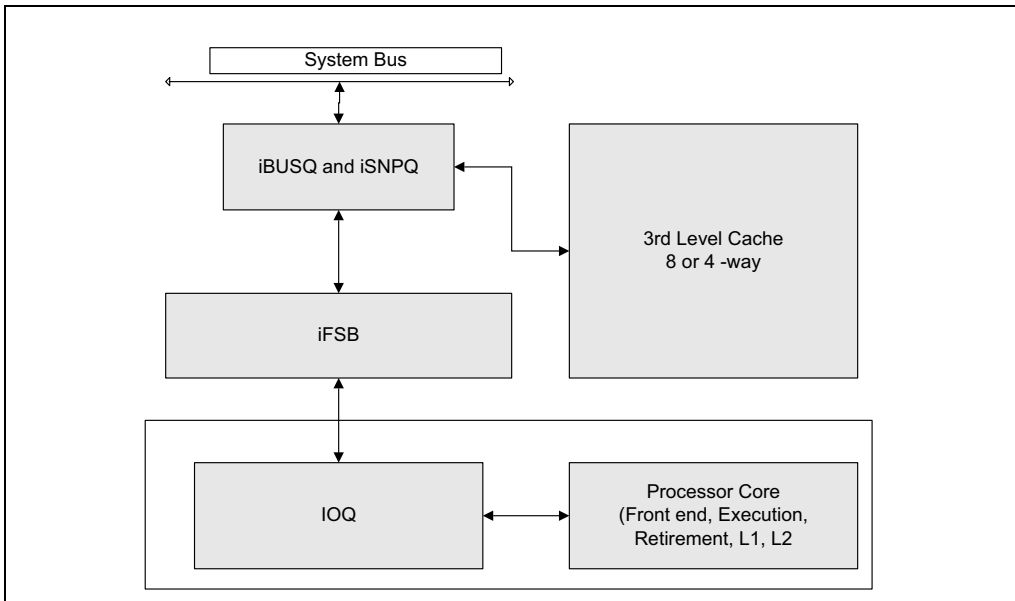 System Bus
iBUSQ and iSNPQ
3rd Level Cache
8 or 4 -way
iFSB
IOQ
Processor Core
(Front end, Execution,
Retirement, L1, L2